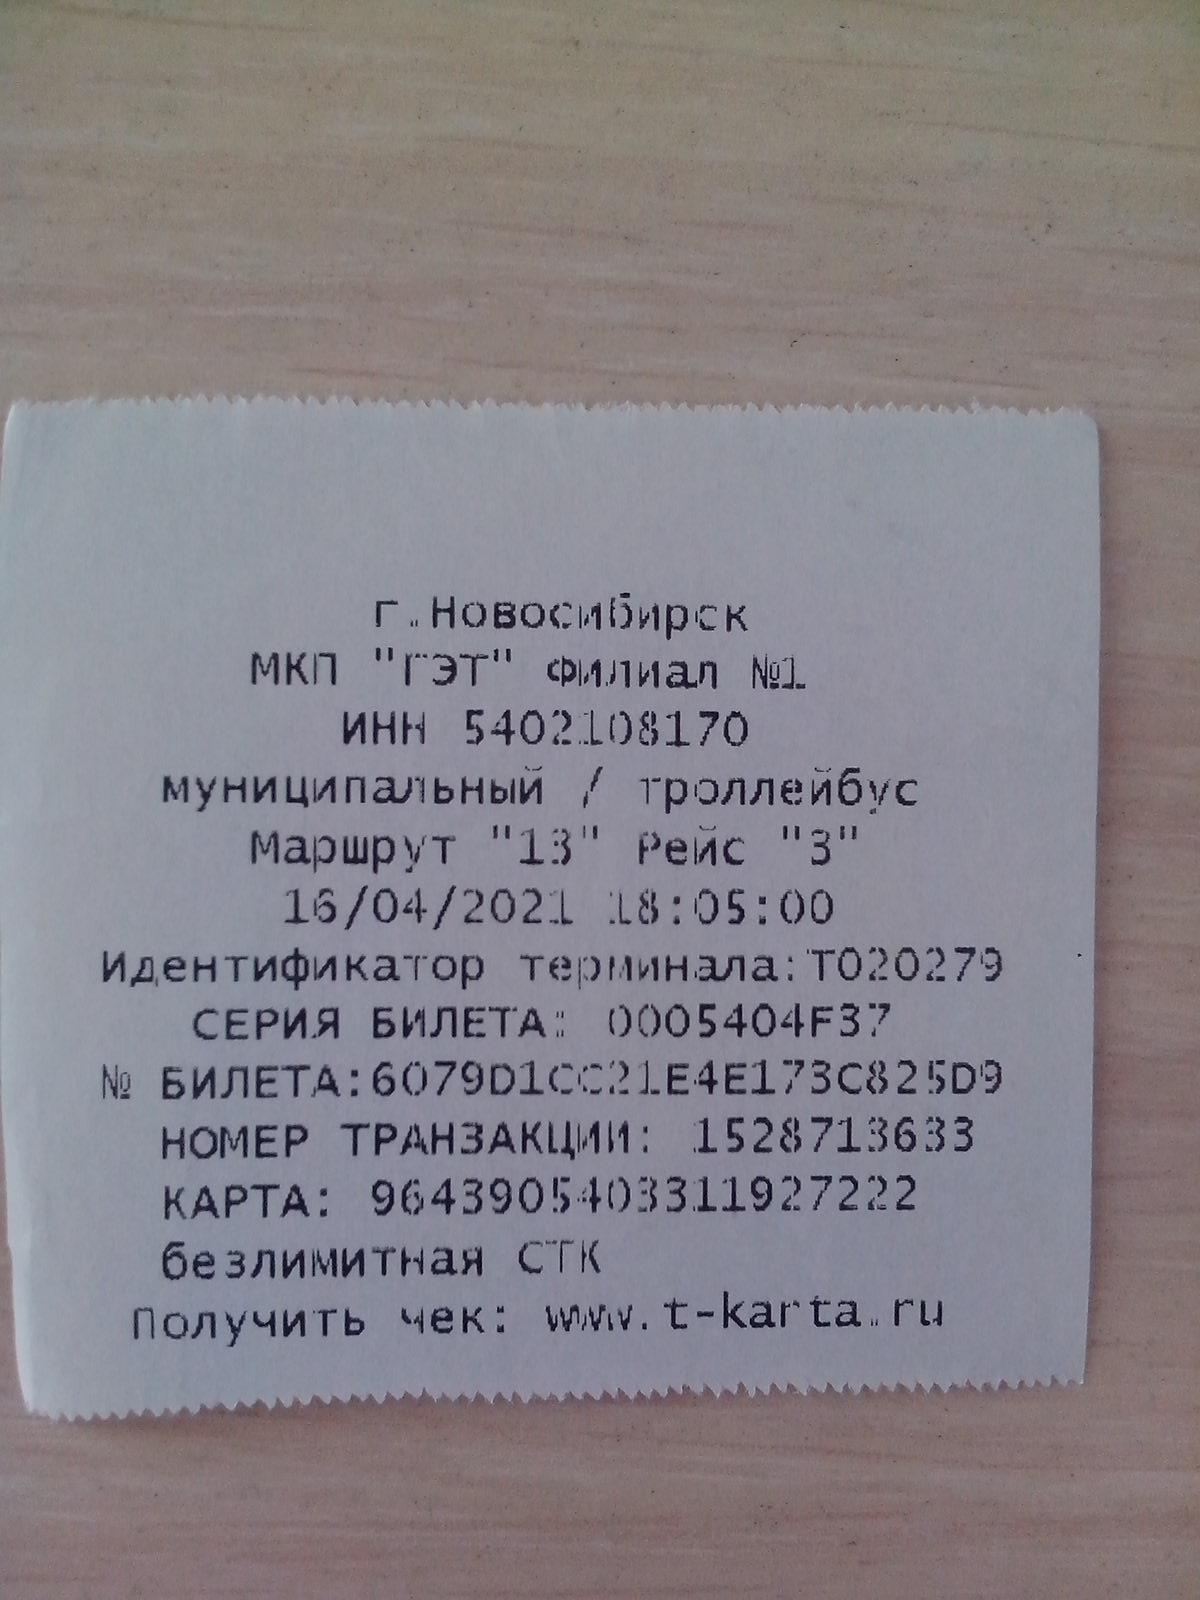 г.Новосибирск
МКП "ГЭТ" Филиал №1
ИНН 5402108170
муниципальный / троллейбус
Маршрут "13" Рейс "3"
16/04/2021 18:05:00
Идентификатор терминала:T020279
СЕРИЯ БИЛЕТА: 0005404F37
№ БИЛЕТА:6079D1CC21E4E173C825D9
НОМЕР ТРАНЗАКЦИИ: 1528713633
КАРТА: 9643905403311927222
безлимитная СТК
Получить чек: www.t-karta.ru